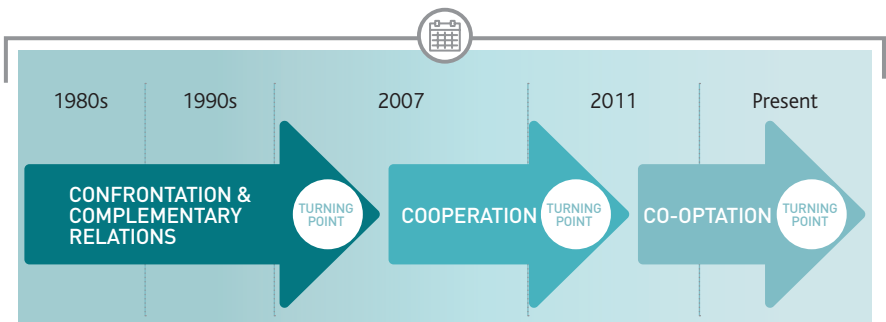 1980s
1990s
2007
2011
Present
CONFRONTATION &
COMPLEMENTARY
RELATIONS
TURNING
POINT
COOPERATION
TURNING
POINT
CO-OPTATION
TURNING
POINT